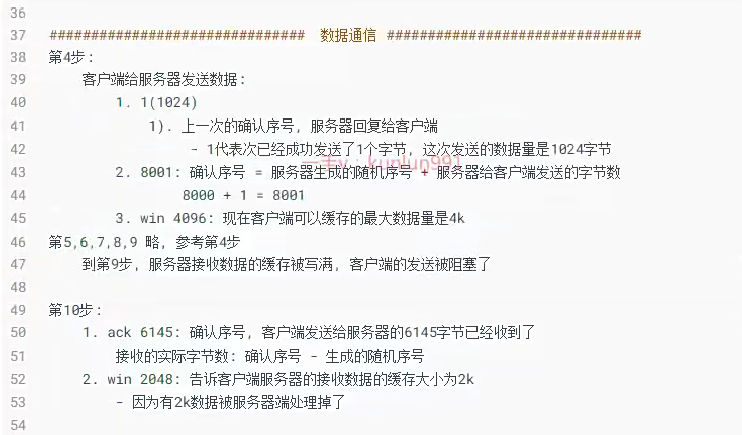 36
37 ############################### 数据通信 ###############################
38 第4步:
39 客户端给服务器发送数据:
40 1. 1(1024)
41 1). 上一次的确认序号, 服务器回复给客户端
42 - 1代表次已经成功发送了1个字节, 这次发送的数据量是1024字节
43 2. 8001: 确认序号 = 服务器生成的随机序号 + 服务器给客户端发送的字节数
44 8000 + 1 = 8001
45 3. win 4096: 现在客户端可以缓存的最大数据量是4k
46 第5,6,7,8,9 略, 参考第4步
47 到第9步, 服务器接收数据的缓存被写满, 客户端的发送被阻塞了
48
49 第10步:
50 1. ack 6145: 确认序号, 客户端发送给服务器的6145字节已经收到了
51 接收的实际字节数: 确认序号 - 生成的随机序号
52 2. win 2048: 告诉客户端服务器的接收数据的缓存大小为2k
53 - 因为有2k数据被服务器端处理掉了
54